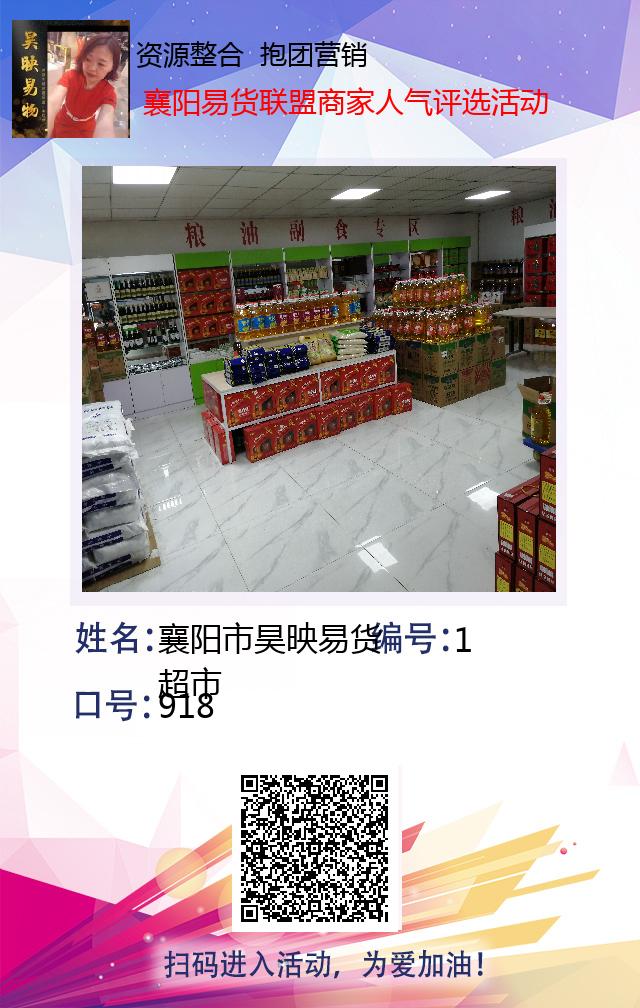 昊映易物
资源整合 抱团营销
襄阳易货联盟商家人气评选活动
粮油副食专区
粮油
姓名：襄阳市昊映易货超市
编号：1
口号：918
扫码进入活动，为爱加油！